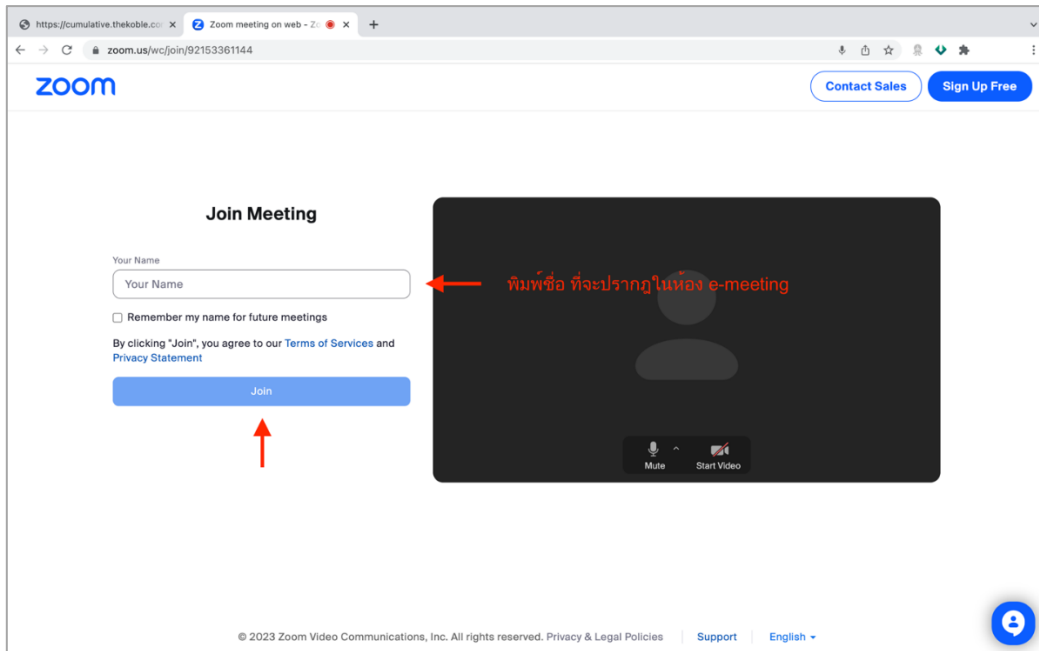 https://cumulative.thekoble.co
Zoom meeting on web - Zo
zoom.us/wc/join/92153361144
zoom
Contact Sales
Sign Up Free
Join Meeting
Your Name
Your Name
พิมพ์ชื่อ ที่จะปรากฏในห้อง e-meeting
Remember my name for future meetings
By clicking "Join", you agree to our Terms of Services and
Privacy Statement
Join
Mute
Start Video
© 2023 Zoom Video Communications, Inc. All rights reserved. Privacy & Legal Policies
Support
English